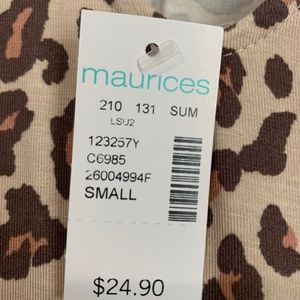 maurices
210 131 SUM
LSU2
123257Y
C6985
26004994F
SMALL
$24.90